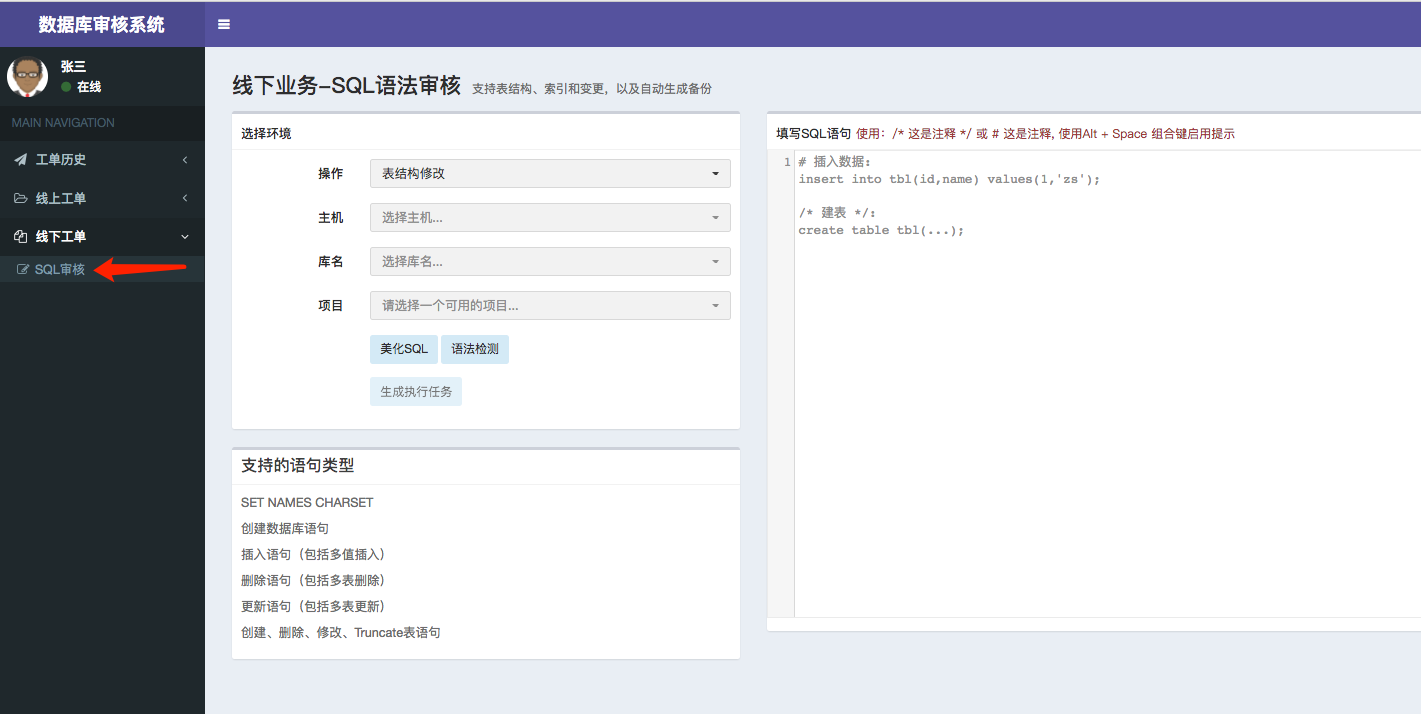 数据库审核系统
张三
在线
MAIN NAVIGATION
工单历史
线上工单
线下工单
SQL审核
线下业务-SQL语法审核 支持表结构、索引和变更，以及自动生成备份
选择环境
操作 表结构修改
主机 选择主机...
库名 选择库名...
项目 请选择一个可用的项目...
美化SQL 语法检测
生成执行任务
支持的语句类型
SET NAMES CHARSET
创建数据库语句
插入语句（包括多值插入）
删除语句（包括多表删除）
更新语句（包括多表更新）
创建、删除、修改、Truncate表语句
填写SQL语句 使用：/* 这是注释 */ 或 # 这是注释, 使用Alt + Space 组合键启用提示
1 # 插入数据：
insert into tbl(id,name) values(1,'zs');
/* 建表 */：
create table tbl(...);